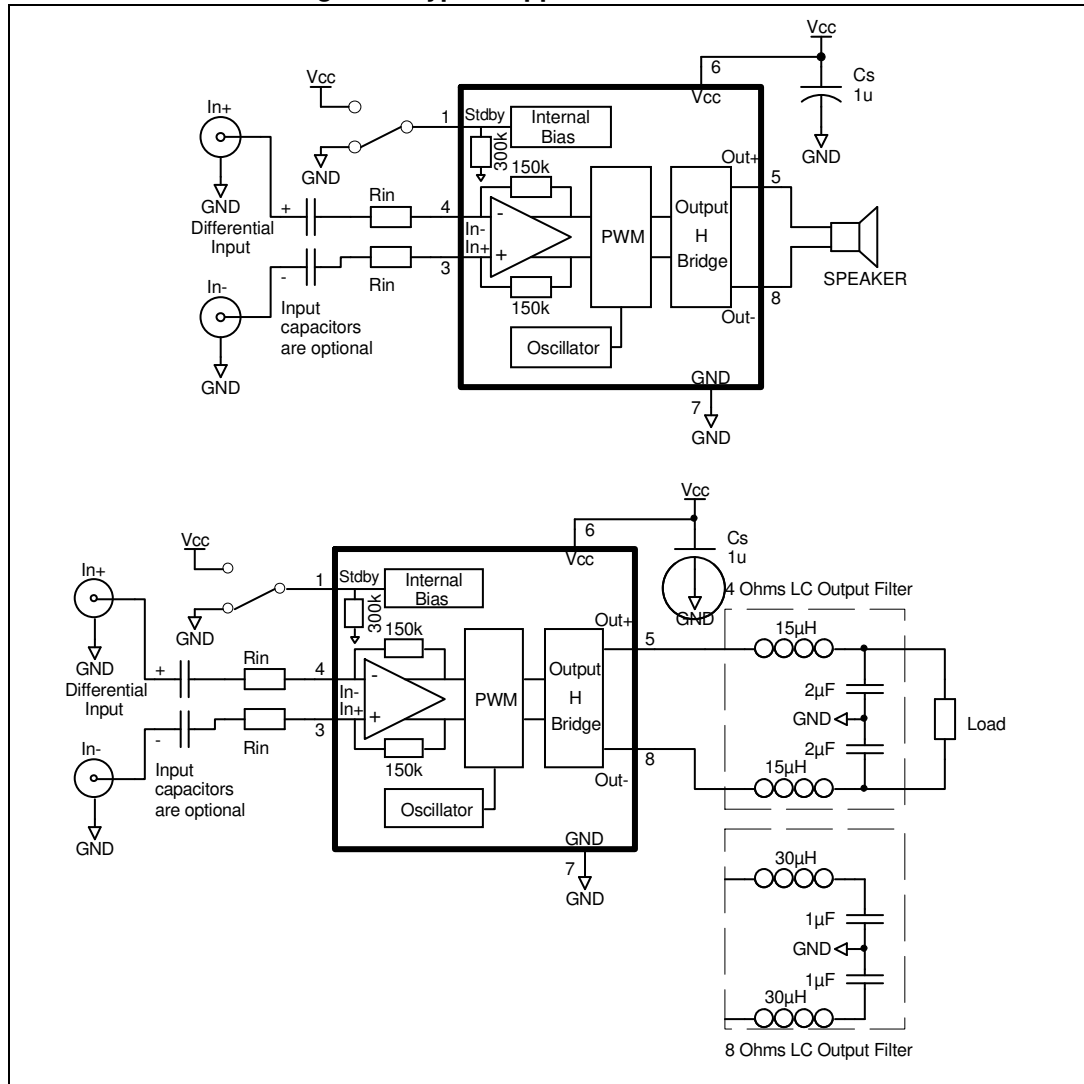 Vcc
6
Vcc
Cs
1u
GND
Vcc
In+
1
Stdby
Internal
Bias
300k
GND
GND
Differential
Input
+
Rin
4
150k
-
In-
In+
+
3
Rin
-
150k
PWM
Output
H
Bridge
Out+
5
8
Out-
SPEAKER
In-
Input
capacitors
are optional
GND
Oscillator
GND
7
GND
Vcc
6
Vcc
Cs
1u
GND
Vcc
In+
1
Stdby
Internal
Bias
300k
GND
GND
Differential
Input
+
Rin
4
150k
-
In-
In+
+
3
Rin
-
150k
PWM
Output
H
Bridge
Out+
5
8
Out-
In-
Input
capacitors
are optional
GND
Oscillator
GND
7
GND
4 Ohms LC Output Filter
15µH
2µF
GND
2µF
15µH
Load
30µH
1µF
GND
1µF
30µH
8 Ohms LC Output Filter